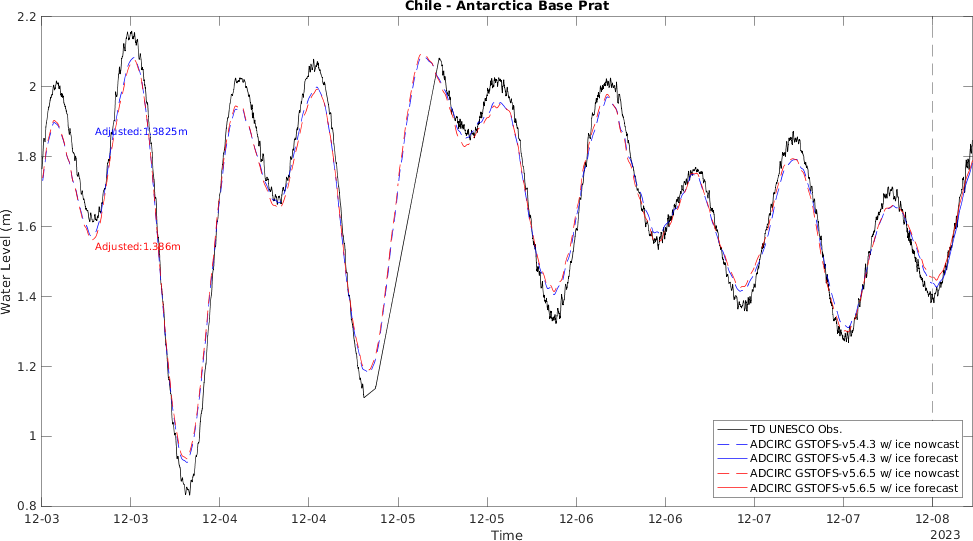 Chile - Antarctica Base Prat
2.2
2
1.8
1.6
1.4
1.2
1
0.8
Water Level (m)
Adjusted:1.3825m
Adjusted:1.386m
TD UNESCO Obs.
ADCIRC GSTOFS-v5.4.3 w/ ice nowcast
ADCIRC GSTOFS-v5.4.3 w/ ice forecast
ADCIRC GSTOFS-v5.6.5 w/ ice nowcast
ADCIRC GSTOFS-v5.6.5 w/ ice forecast
12-03 12-03 12-04 12-04 12-05 12-05 12-06 12-06 12-07 12-07 12-08
2023
Time